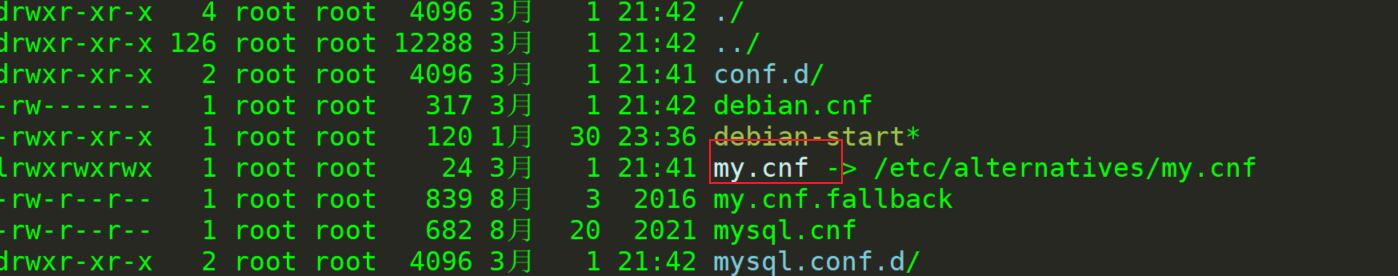 drwxr-xr-x 4 root root 4096 3月 1 21:42 ./
drwxr-xr-x 126 root root 12288 3月 1 21:42 ../
drwxr-xr-x 2 root root 4096 3月 1 21:41 conf.d/
-rw------- 1 root root 317 3月 1 21:42 debian.cnf
-rwxr-xr-x 1 root root 120 1月 30 23:36 debian-start*
lrwxrwxrwx 1 root root 24 3月 1 21:41 my.cnf -> /etc/alternatives/my.cnf
-rw-r--r-- 1 root root 839 8月 3 2016 my.cnf.fallback
-rw-r--r-- 1 root root 682 8月 20 2021 mysql.cnf
drwxr-xr-x 2 root root 4096 3月 1 21:42 mysql.conf.d/